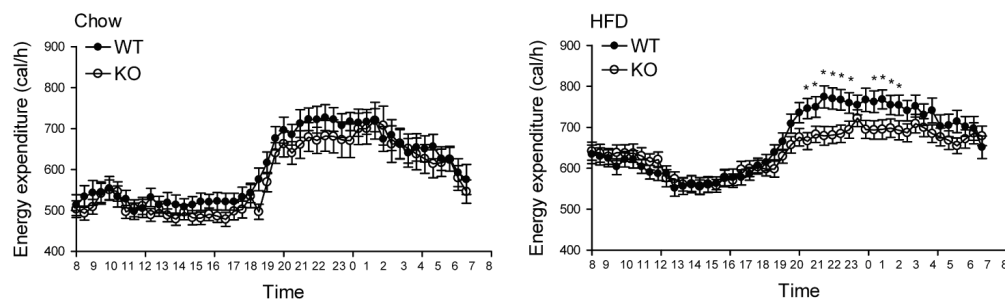 Chow
WT
KO
Energy expenditure (cal/h)
900
800
700
600
500
400
8 9 10 11 12 13 14 15 16 17 18 19 20 21 22 23 0 1 2 3 4 5 6 7 8
Time
HFD
WT
KO
* * * * * * * * * *
Energy expenditure (cal/h)
900
800
700
600
500
400
8 9 10 11 12 13 14 15 16 17 18 19 20 21 22 23 0 1 2 3 4 5 6 7 8
Time